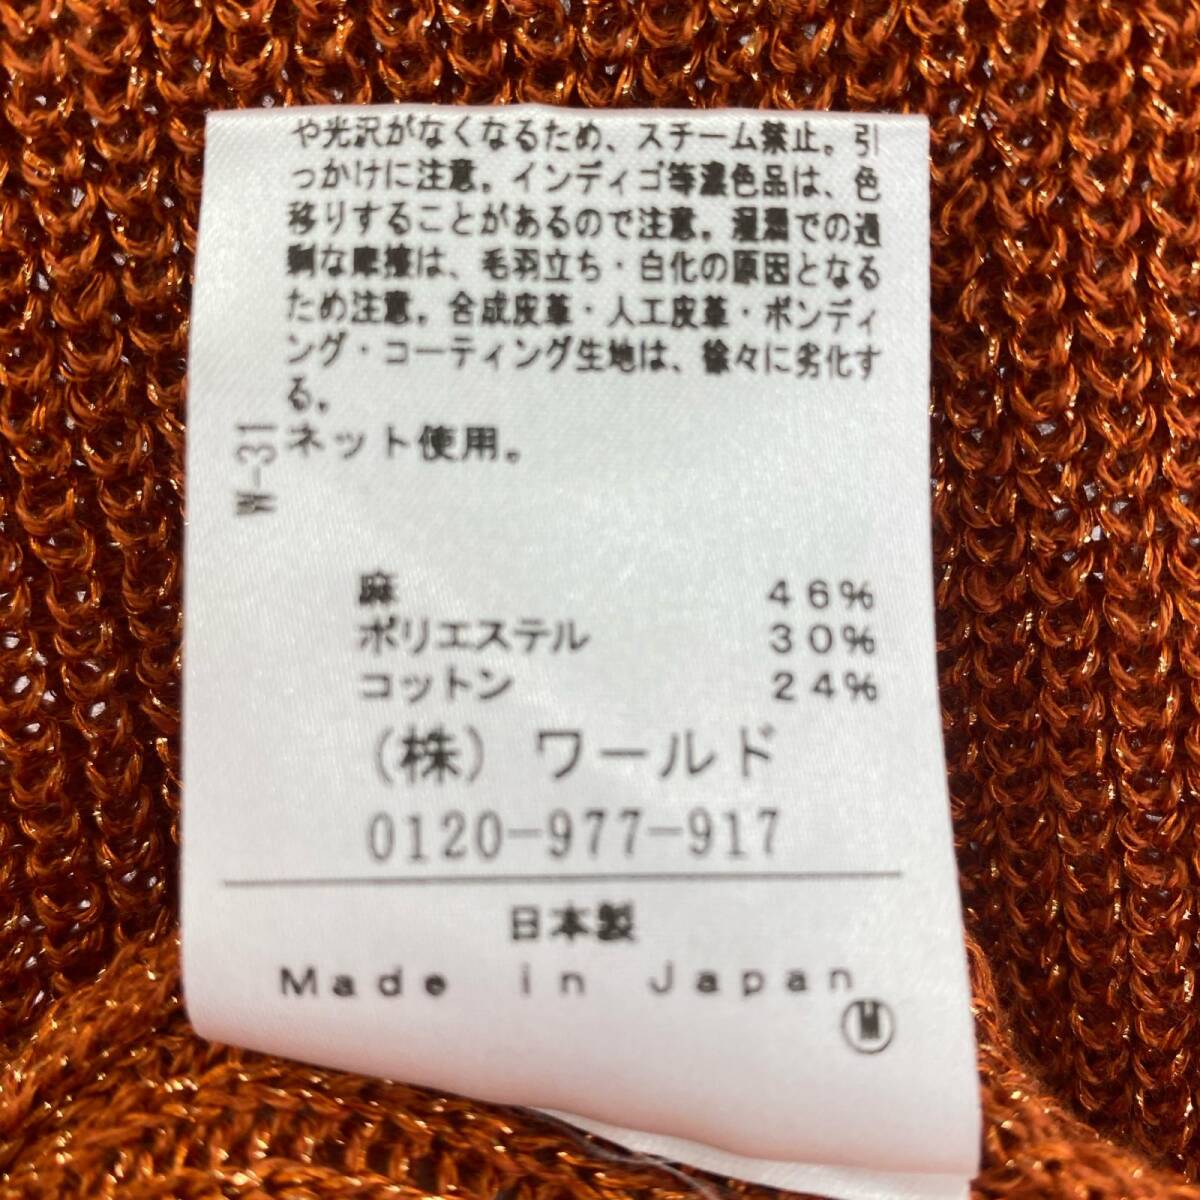 や光沢がなくなるため、スチーム禁止。引
っかけに注意。インディゴ等濃色品は、色
移りすることがあるので注意。湿潤での過
剰な摩擦は、毛羽立ち・白化の原因となる
ため注意。合成皮革・人工皮革・ボンディ
ング・コーティング生地は、徐々に劣化す
る。
ネット使用。
W-31
麻 46%
ポリエステル 30%
コットン 24%
(株) ワールド
0120-977-917
日本製
Made in Japan
M